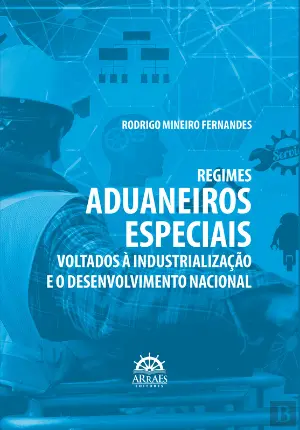 RODRIGO MINEIRO FERNANDES
REGIMES
ADUANEIROS
ESPECIAIS
VOLTADOS À INDUSTRIALIZAÇÃO
E O DESENVOLVIMENTO NACIONAL
ARRAES
EDITORES